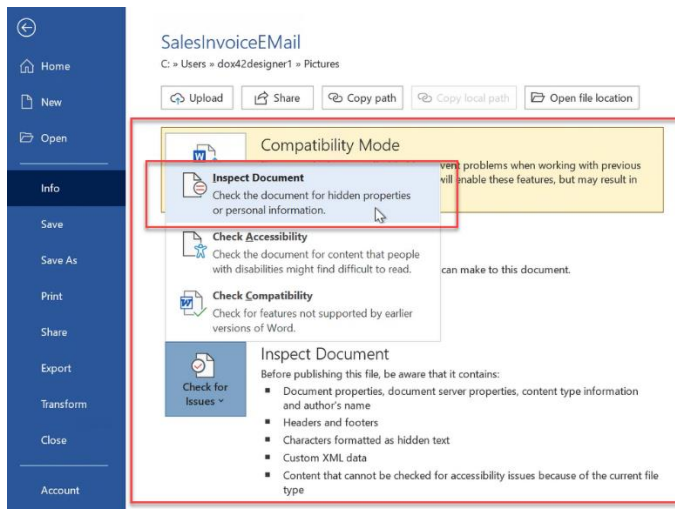 SalesInvoiceEMail
C: » Users » dox42designer1 » Pictures
Home
New
Open
Info
Save
Save As
Print
Share
Export
Transform
Close
Account
Upload
Share
Copy path
Copy local path
Open file location
Compatibility Mode
vent problems when working with previous
will enable these features, but may result in
Inspect Document
Check the document for hidden properties
or personal information.
Check Accessibility
Check the document for content that people
with disabilities might find difficult to read.
can make to this document.
Check Compatibility
Check for features not supported by earlier
versions of Word.
Check for
Issues
Inspect Document
Before publishing this file, be aware that it contains:
Document properties, document server properties, content type information
and author's name
Headers and footers
Characters formatted as hidden text
Custom XML data
Content that cannot be checked for accessibility issues because of the current file
type